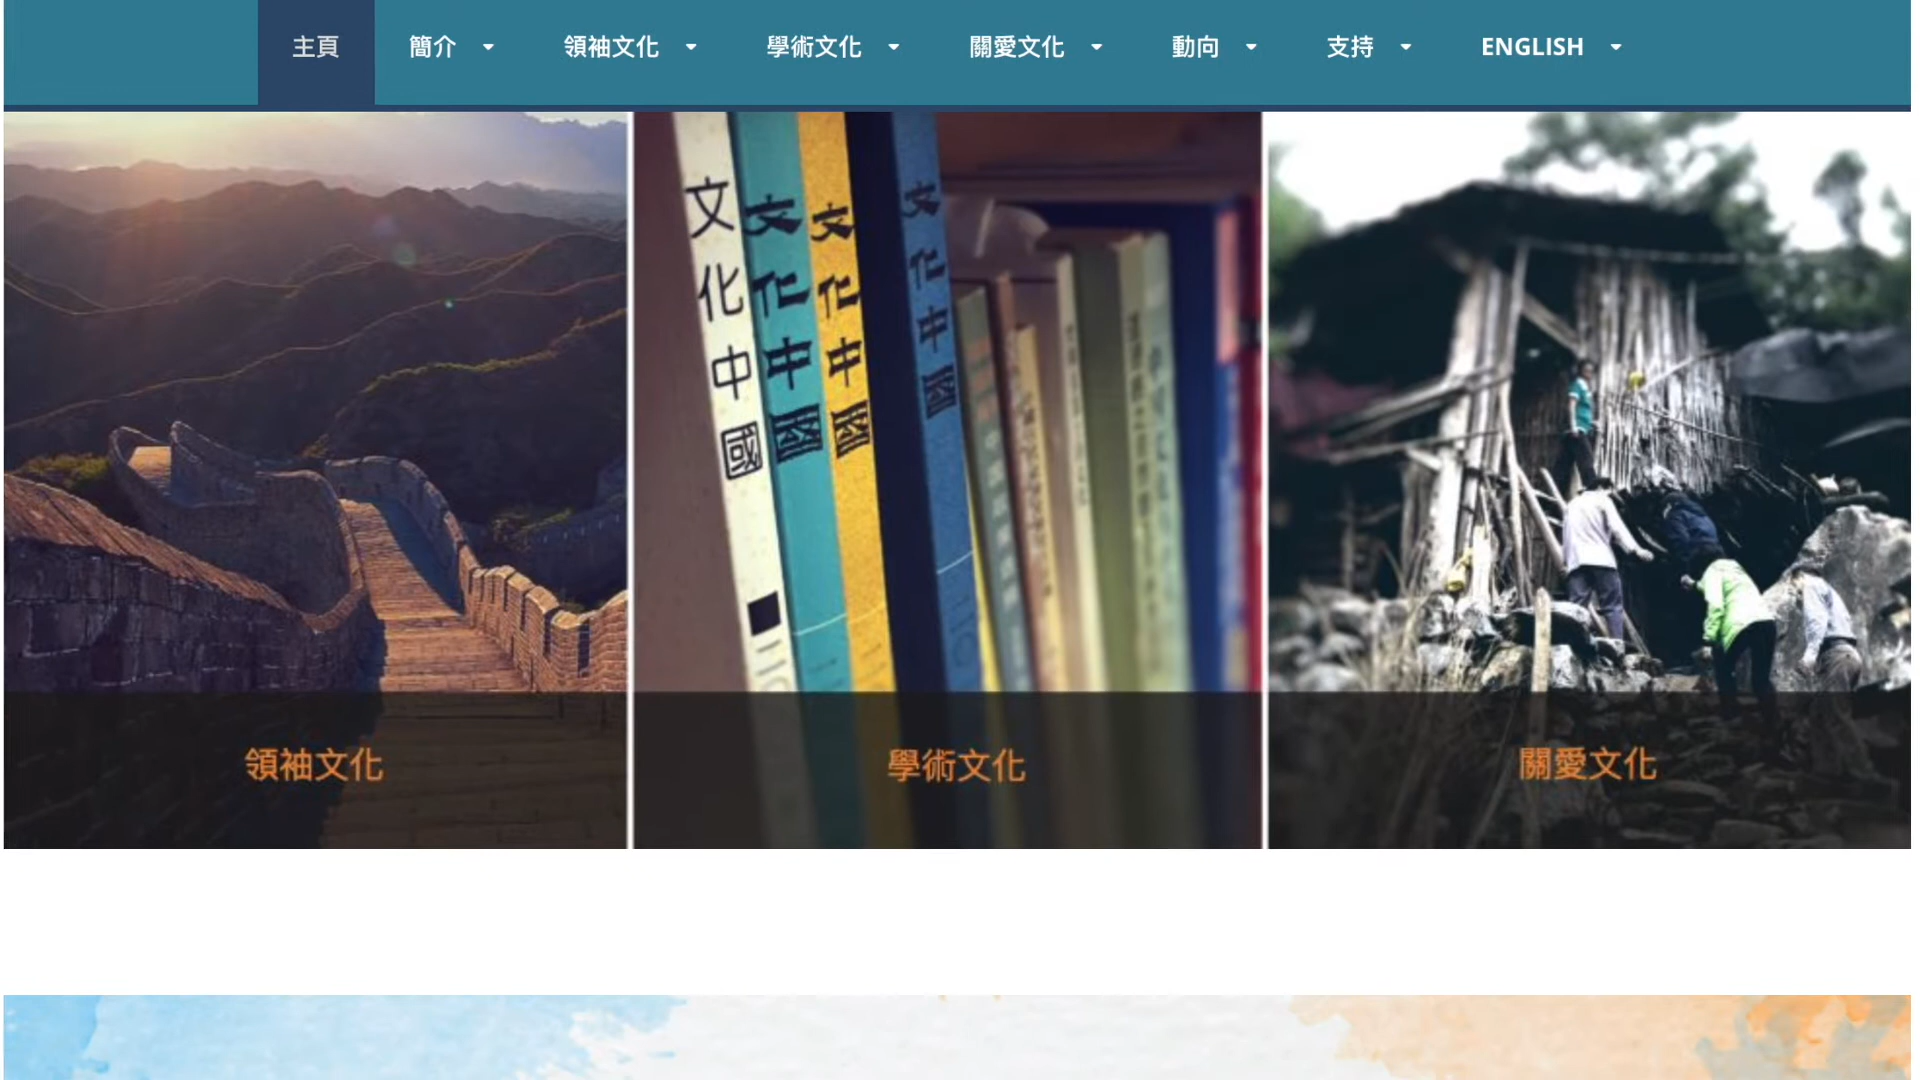 主頁
簡介
領袖文化
學術文化
關愛文化
動向
支持
ENGLISH
文化中國
文化中國
文化中國
文化中國
領袖文化
學術文化
關愛文化